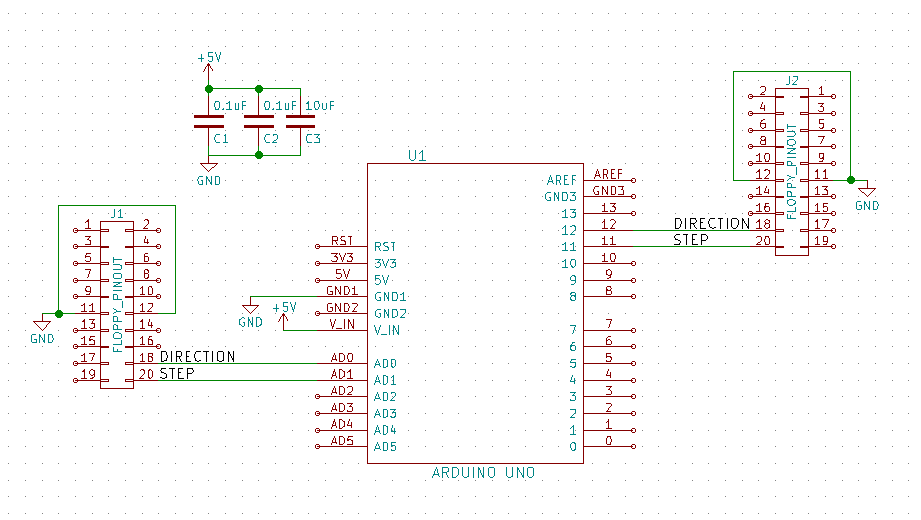 +5V
0.1uF 0.1uF 10uF
C1 C2 C3
GND
J1
1 2
3 4
5 6
7 8
9 10
11 12
13 14
15 16
17 18 DIRECTION
19 20 STEP
FLOPPY_PINOUT
GND
GND
+5V
U1
RST RST
3V3 3V3
5V 5V
GND1 GND1
GND2 GND2
V_IN V_IN
AD0 AD0
AD1 AD1
AD2 AD2
AD3 AD3
AD4 AD4
AD5 AD5
AREF AREF
GND3 GND3
13 13
12 12
11 11
10 10
9 9
8 8
7 7
6 6
5 5
4 4
3 3
2 2
1 1
0 0
ARDUINO UNO
J2
2 1
4 3
6 5
8 7
10 9
12 11
14 13
16 15
DIRECTION 18 17
STEP 20 19
FLOPPY_PINOUT
GND